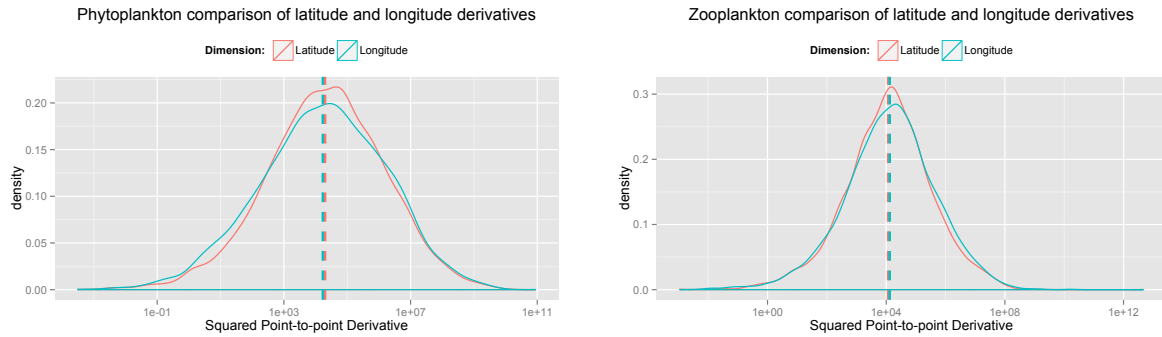 Phytoplankton comparison of latitude and longitude derivatives
Dimension: Latitude Longitude
0.20
0.15
0.10
0.05
0.00
density
1e-01 1e+03 1e+07 1e+11
Squared Point-to-point Derivative
Zooplankton comparison of latitude and longitude derivatives
Dimension: Latitude Longitude
0.3
0.2
0.1
0.0
density
1e+00 1e+04 1e+08 1e+12
Squared Point-to-point Derivative